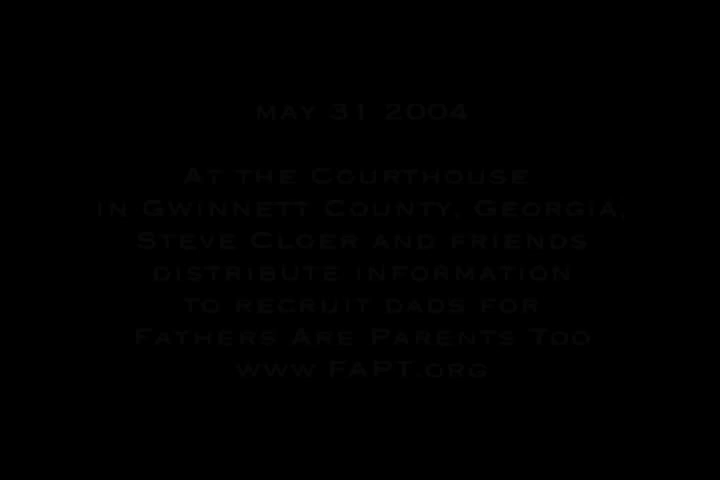 MAY 31 2004
AT THE COURTHOUSE
IN GWINNETT COUNTY, GEORGIA,
STEVE CLOER AND FRIENDS
DISTRIBUTE INFORMATION
TO RECRUIT DADS FOR
FATHERS ARE PARENTS TOO
WWW.FAPT.ORG